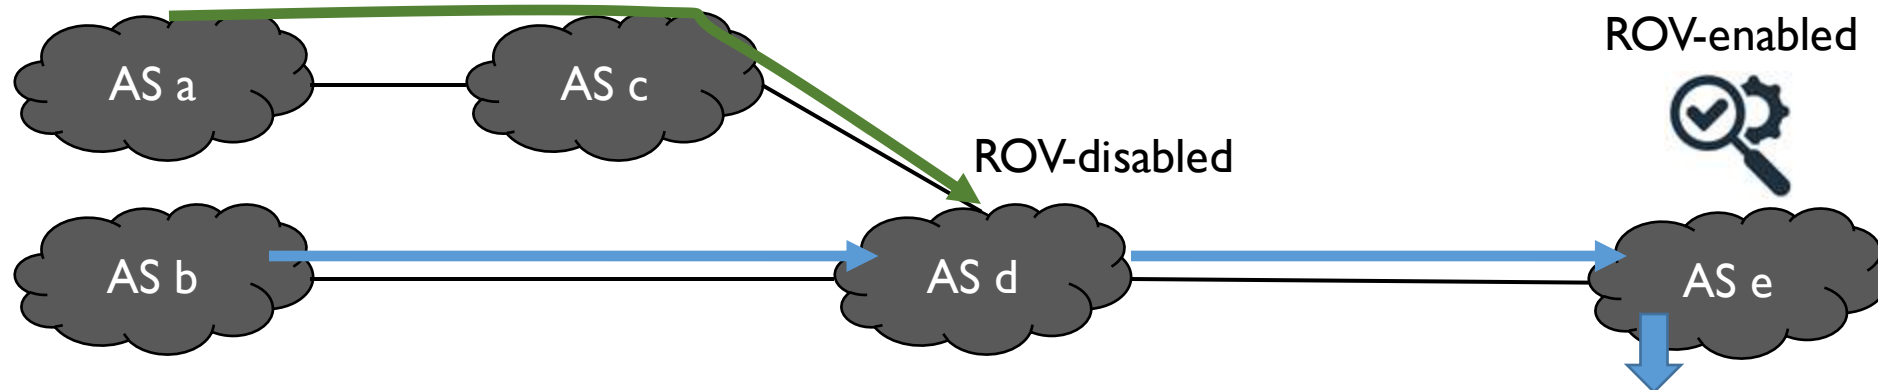 ROV-enabled
AS a
AS c
ROV-disabled
AS b
AS d
AS e